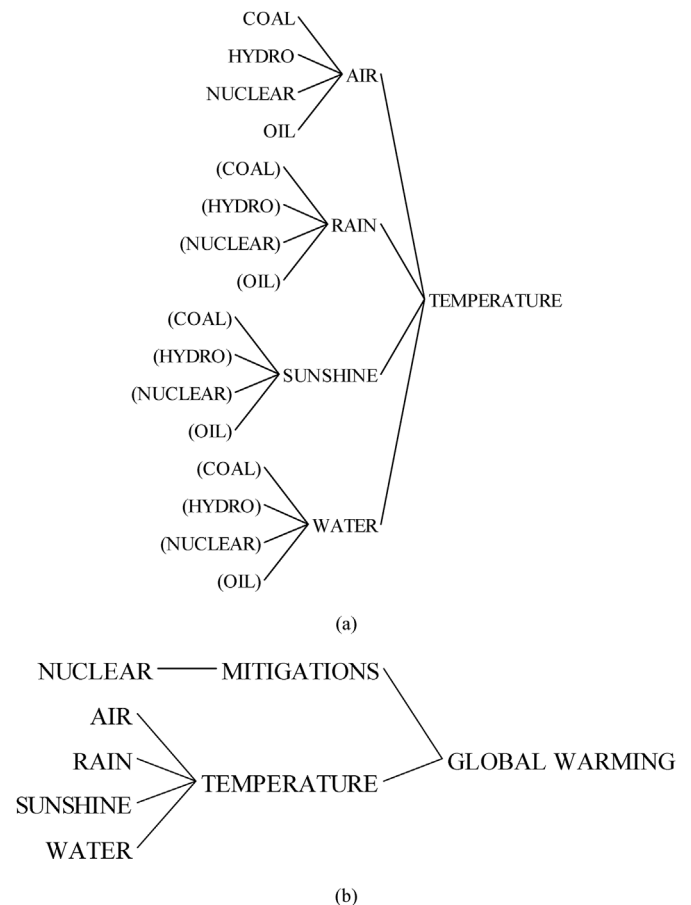 COAL
HYDRO
AIR
NUCLEAR
OIL
(COAL)
(HYDRO)
RAIN
(NUCLEAR)
(OIL)
TEMPERATURE
(COAL)
(HYDRO)
SUNSHINE
(NUCLEAR)
(OIL)
(COAL)
(HYDRO)
WATER
(NUCLEAR)
(OIL)
(a)
NUCLEAR MITIGATIONS
AIR
RAIN
GLOBAL WARMING
TEMPERATURE
SUNSHINE
WATER
(b)